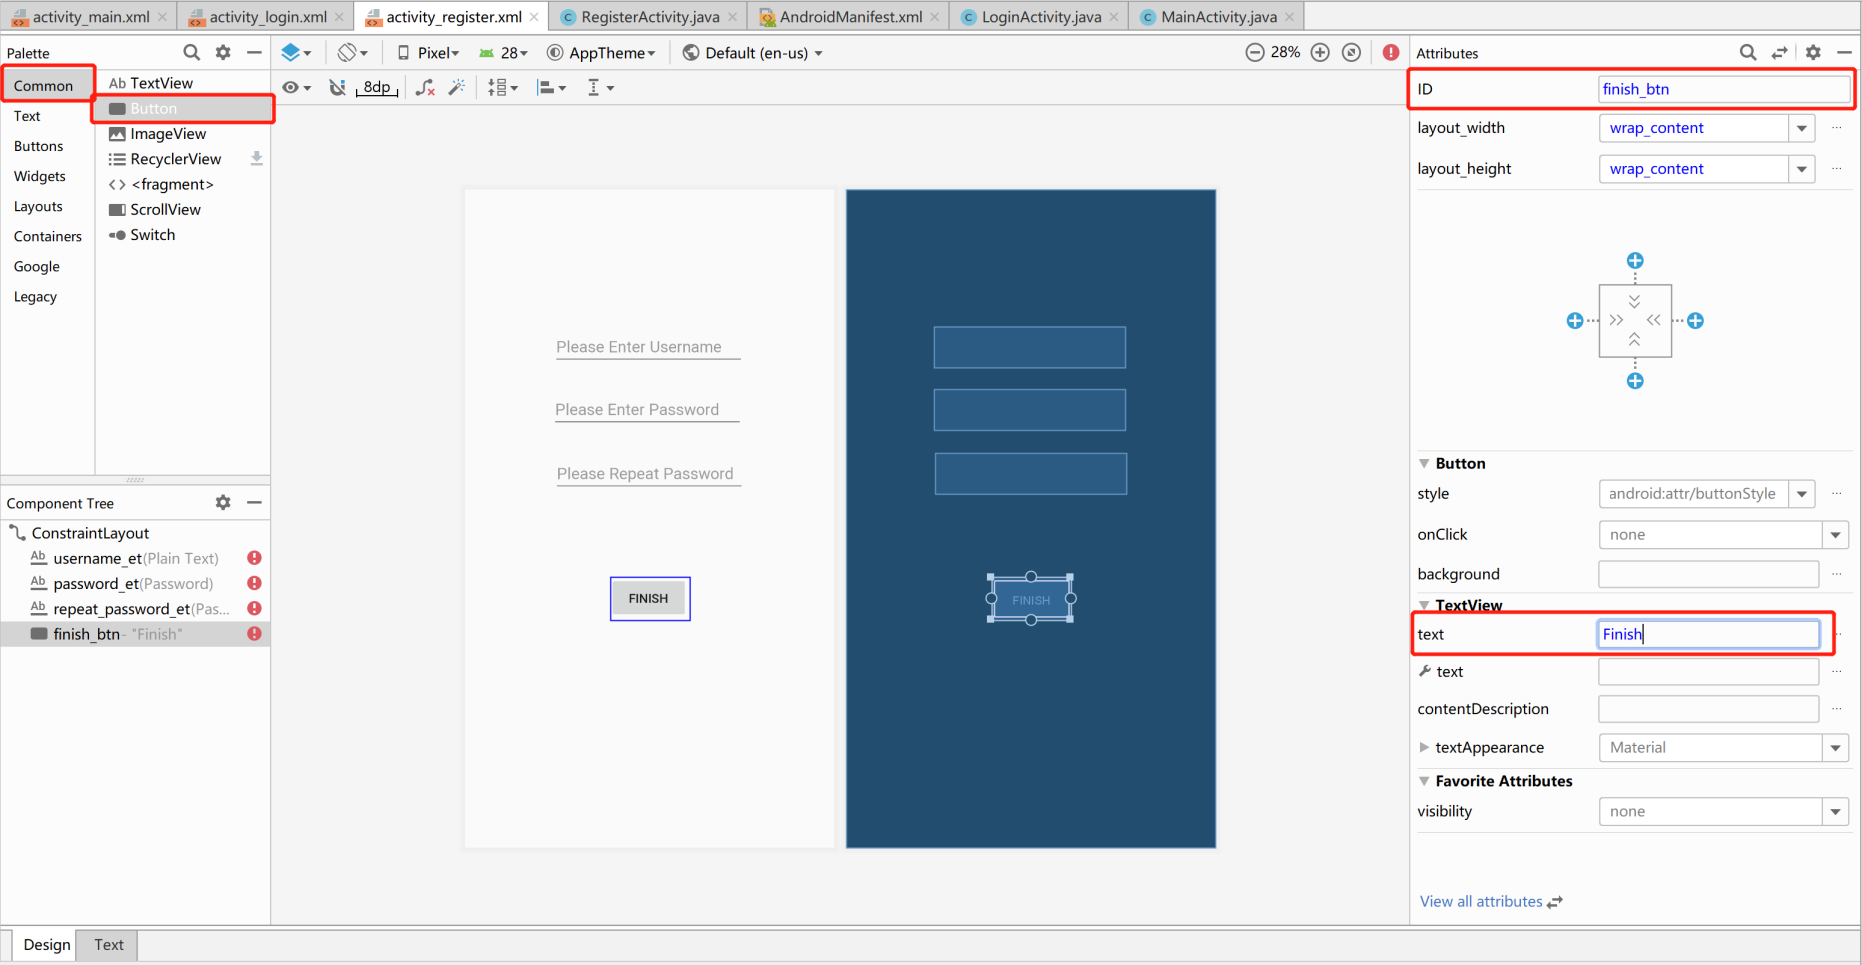 activity_main.xml
activity_login.xml
activity_register.xml
RegisterActivity.java
AndroidManifest.xml
LoginActivity.java
MainActivity.java
Palette
Pixel
28
AppTheme
Default (en-us)
28%
Attributes
Common
Text
Buttons
Widgets
Layouts
Containers
Google
Legacy
Ab TextView
Button
ImageView
RecyclerView
<fragment>
ScrollView
Switch
8dp
ID
finish_btn
layout_width
wrap_content
layout_height
wrap_content
Please Enter Username
Please Enter Password
Please Repeat Password
FINISH
FINISH
Component Tree
ConstraintLayout
Ab username_et(Plain Text)
Ab password_et(Password)
Ab repeat_password_et(Pas...
finish_btn- "Finish"
Button
style
android:attr/buttonStyle
onClick
none
background
TextView
text
Finish
text
contentDescription
textAppearance
Material
Favorite Attributes
visibility
none
View all attributes
Design
Text